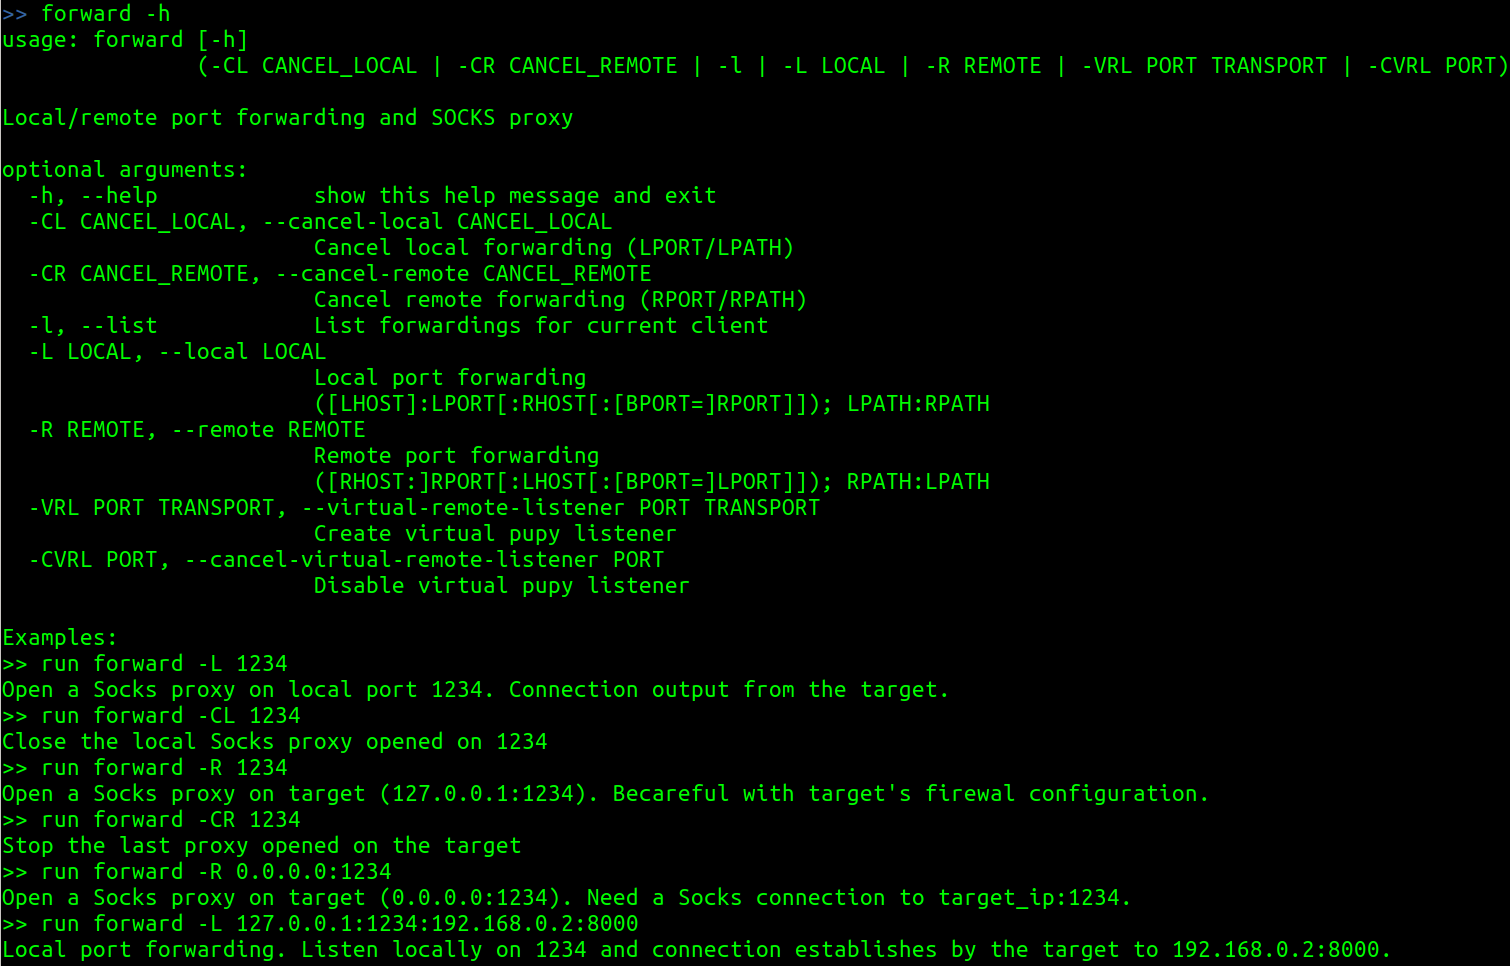 >> forward -h
usage: forward [-h]
               (-CL CANCEL_LOCAL | -CR CANCEL_REMOTE | -l | -L LOCAL | -R REMOTE | -VRL PORT TRANSPORT | -CVRL PORT)

Local/remote port forwarding and SOCKS proxy

optional arguments:
  -h, --help            show this help message and exit
  -CL CANCEL_LOCAL, --cancel-local CANCEL_LOCAL
                        Cancel local forwarding (LPORT/LPATH)
  -CR CANCEL_REMOTE, --cancel-remote CANCEL_REMOTE
                        Cancel remote forwarding (RPORT/RPATH)
  -l, --list            List forwardings for current client
  -L LOCAL, --local LOCAL
                        Local port forwarding
                        ([LHOST]:LPORT[:RHOST[:[BPORT=]RPORT]]); LPATH:RPATH
  -R REMOTE, --remote REMOTE
                        Remote port forwarding
                        ([RHOST:]RPORT[:LHOST[:[BPORT=]LPORT]]); RPATH:LPATH
  -VRL PORT TRANSPORT, --virtual-remote-listener PORT TRANSPORT
                        Create virtual pupy listener
  -CVRL PORT, --cancel-virtual-remote-listener PORT
                        Disable virtual pupy listener

Examples:
>> run forward -L 1234
Open a Socks proxy on local port 1234. Connection output from the target.
>> run forward -CL 1234
Close the local Socks proxy opened on 1234
>> run forward -R 1234
Open a Socks proxy on target (127.0.0.1:1234). Becareful with target's firewal configuration.
>> run forward -CR 1234
Stop the last proxy opened on the target
>> run forward -R 0.0.0.0:1234
Open a Socks proxy on target (0.0.0.0:1234). Need a Socks connection to target_ip:1234.
>> run forward -L 127.0.0.1:1234:192.168.0.2:8000
Local port forwarding. Listen locally on 1234 and connection establishes by the target to 192.168.0.2:8000.